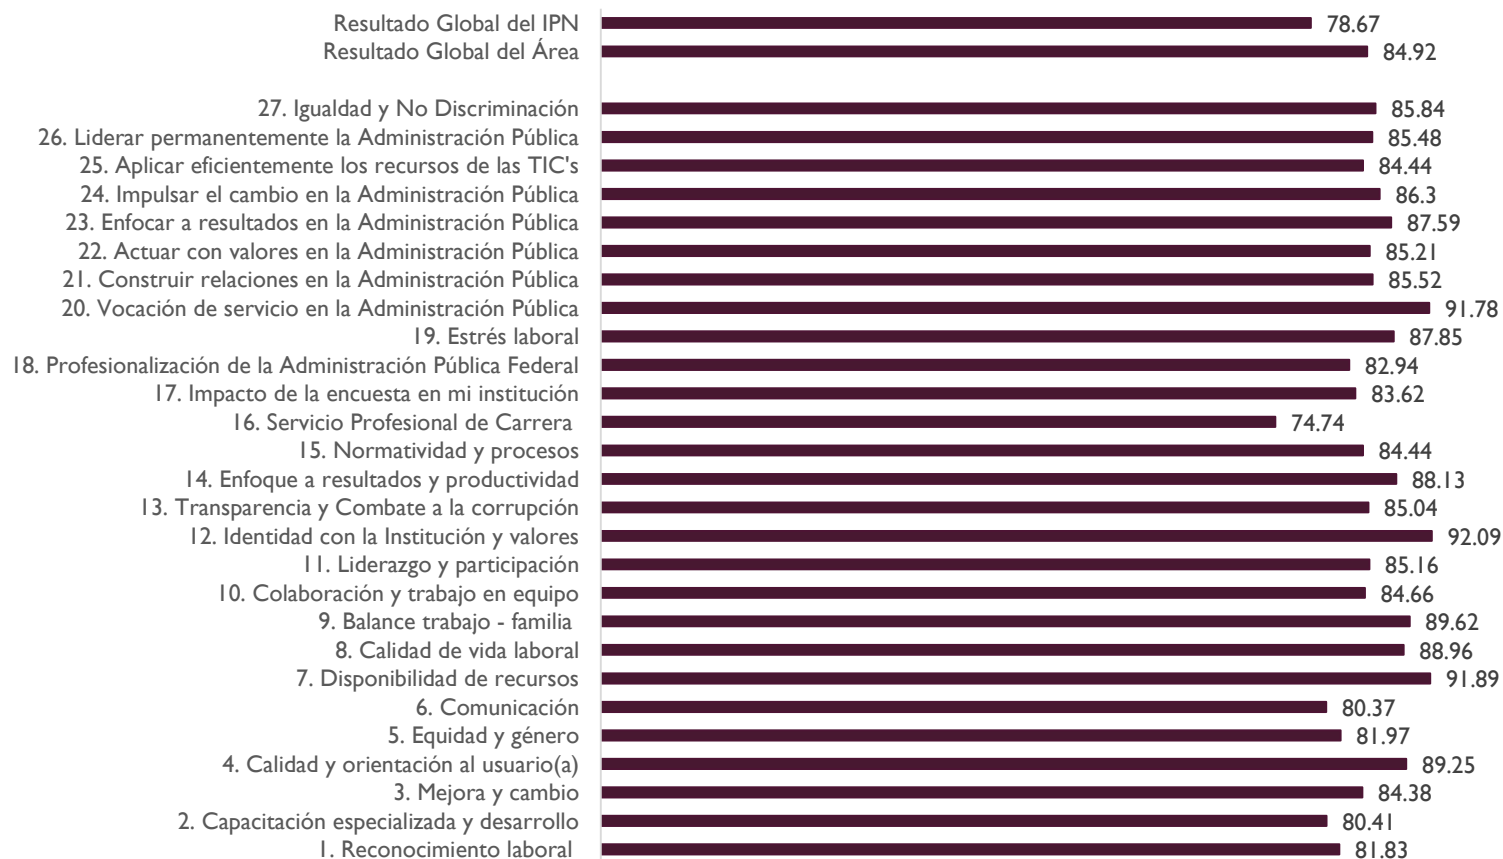 Resultado Global del IPN 78.67
Resultado Global del Área 84.92
27. Igualdad y No Discriminación 85.84
26. Liderar permanentemente la Administración Pública 85.48
25. Aplicar eficientemente los recursos de las TIC's 84.44
24. Impulsar el cambio en la Administración Pública 86.3
23. Enfocar a resultados en la Administración Pública 87.59
22. Actuar con valores en la Administración Pública 85.21
21. Construir relaciones en la Administración Pública 85.52
20. Vocación de servicio en la Administración Pública 91.78
19. Estrés laboral 87.85
18. Profesionalización de la Administración Pública Federal 82.94
17. Impacto de la encuesta en mi institución 83.62
16. Servicio Profesional de Carrera 74.74
15. Normatividad y procesos 84.44
14. Enfoque a resultados y productividad 88.13
13. Transparencia y Combate a la corrupción 85.04
12. Identidad con la Institución y valores 92.09
11. Liderazgo y participación 85.16
10. Colaboración y trabajo en equipo 84.66
9. Balance trabajo - familia 89.62
8. Calidad de vida laboral 88.96
7. Disponibilidad de recursos 91.89
6. Comunicación 80.37
5. Equidad y género 81.97
4. Calidad y orientación al usuario(a) 89.25
3. Mejora y cambio 84.38
2. Capacitación especializada y desarrollo 80.41
1. Reconocimiento laboral 81.83